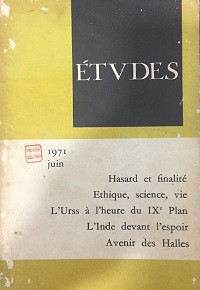 ÉTVDES
1971
juin
Hasard et finalité
Ethique, science, vie
L'Urss à l'heure du IXe Plan
L'Inde devant l'espoir
Avenir des Halles